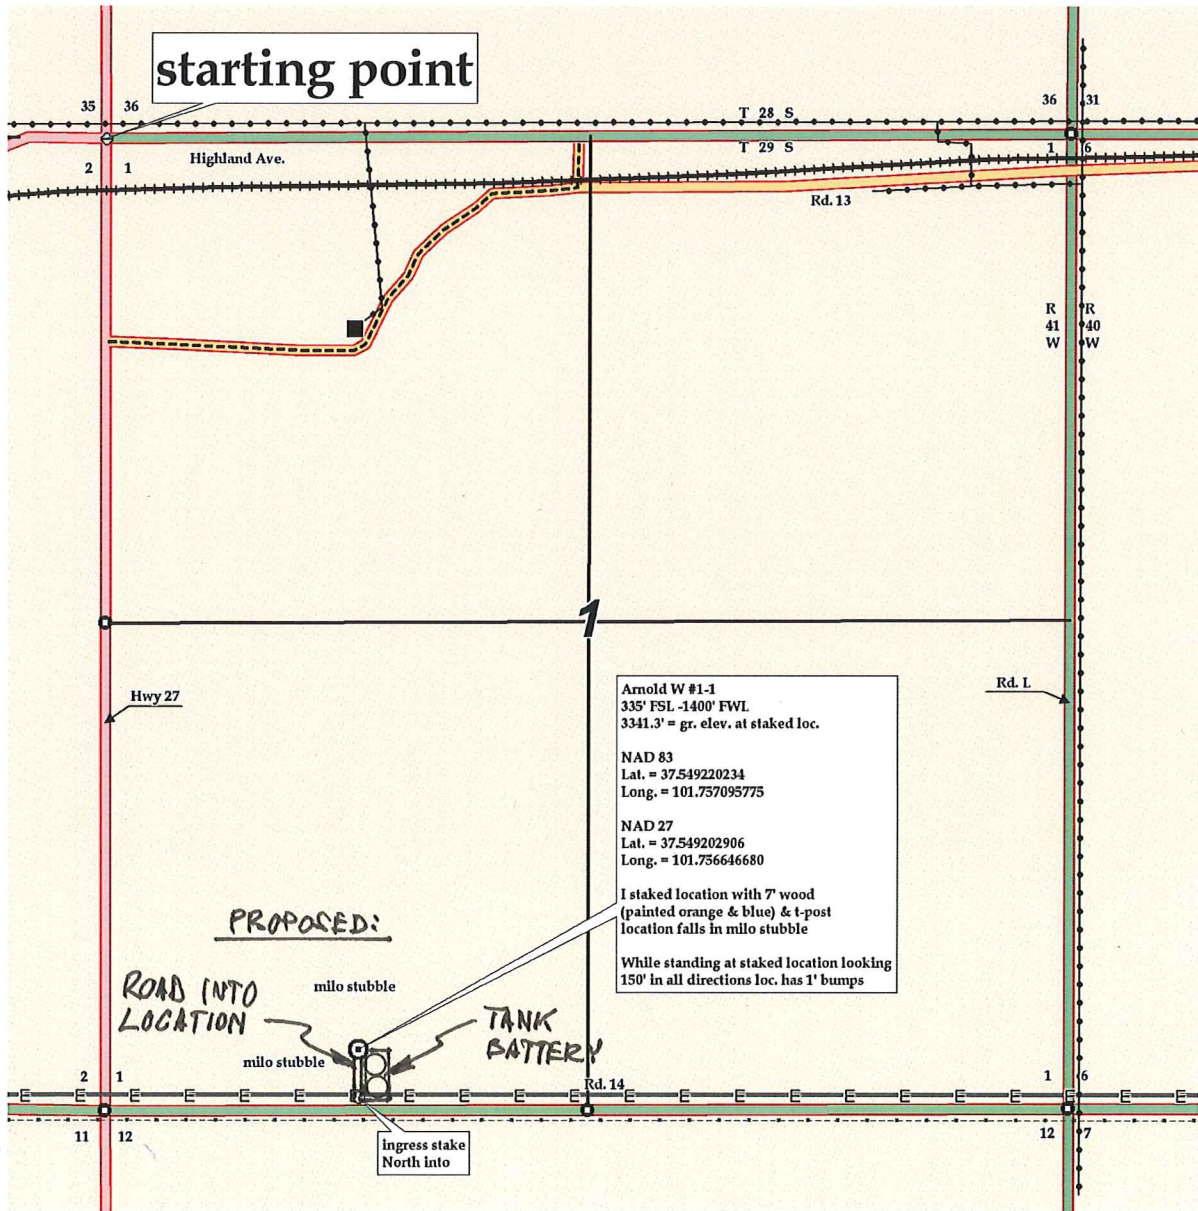 starting point
35 36
36 31
T 28 S
T 29 S
Highland Ave.
2 1
1 6
Rd. 13
R R
41 40
W W
1
Hwy 27
Rd. L
Arnold W #1-1
335' FSL -1400' FWL
3341.3' = gr. elev. at staked loc.
NAD 83
Lat. = 37.549220234
Long. = 101.757095775
NAD 27
Lat. = 37.549202906
Long. = 101.756646680
I staked location with 7' wood
(painted orange & blue) & t-post
location falls in milo stubble
While standing at staked location looking
150' in all directions loc. has 1' bumps
PROPOSED:
milo stubble
ROAD INTO
LOCATION
TANK
BATTERY
milo stubble
2 1
Rd. 14
1 6
E E E E E E E E E E E E E E E E E E E E E
11 12
12 7
ingress stake
North into